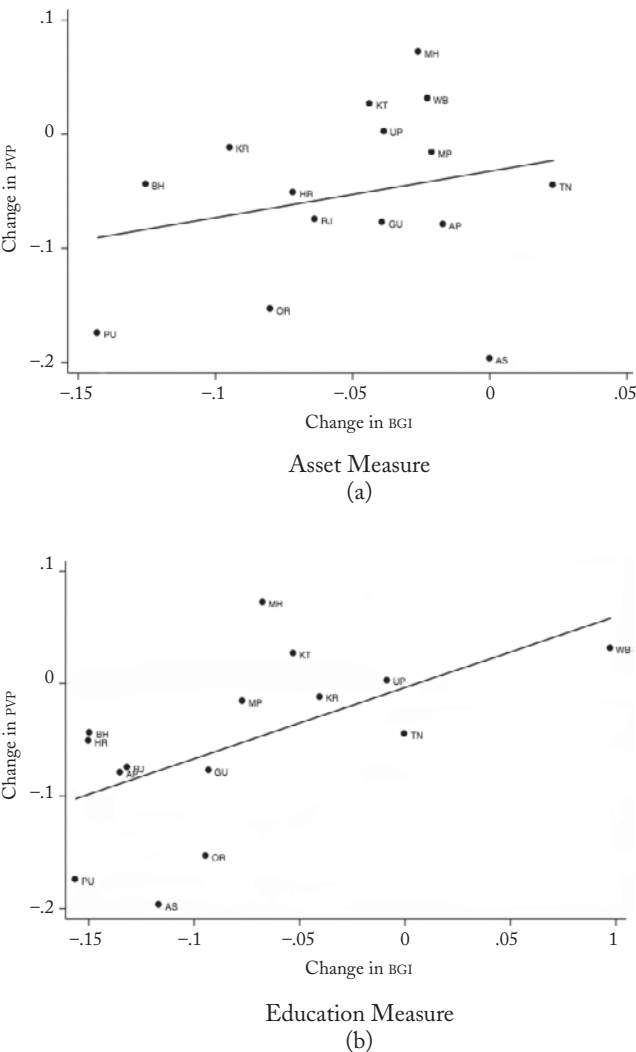 .1
0
−.1
−.2
Change in PVP
MH
KT
WB
UP
KR
MP
BH
HR
TN
RJ
GU
AP
OR
PU
AS
−.15 −.1 −.05 0 .05
Change in BGI
Asset Measure
(a)
.1
0
−.1
−.2
Change in PVP
MH
KT
WB
UP
MP
KR
BH
HR
TN
RJ
AP
GU
OR
PU
AS
−.15 −.1 −.05 0 .05 1
Change in BGI
Education Measure
(b)